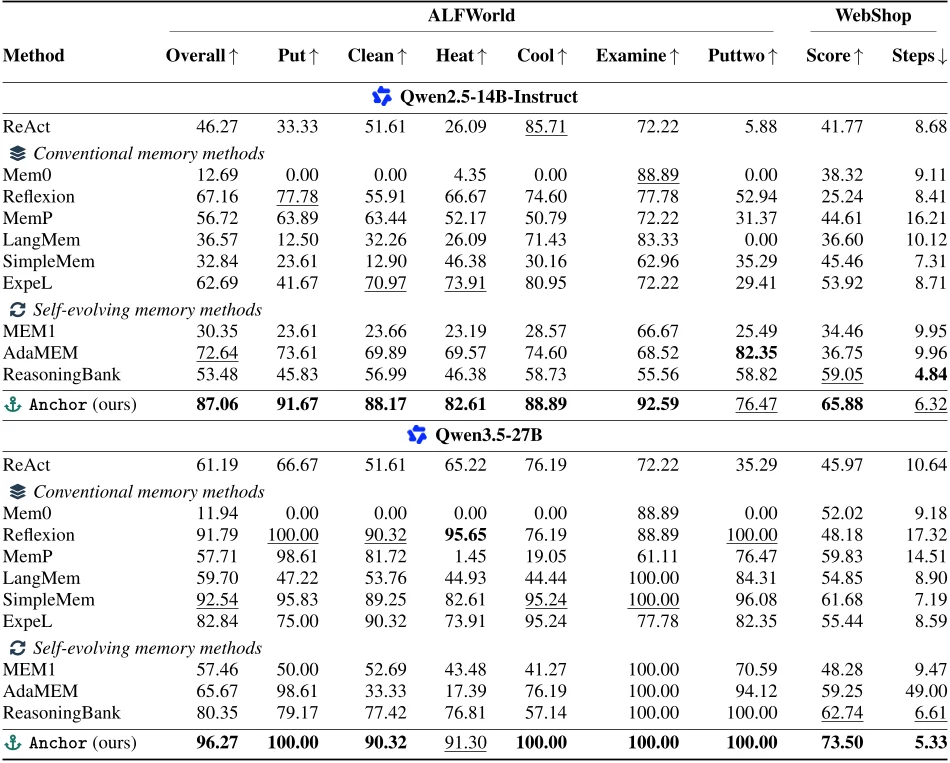 ALFWorld WebShop
Method Overall↑ Put↑ Clean↑ Heat↑ Cool↑ Examine↑ Puttwo↑ Score↑ Steps↓
Qwen2.5-14B-Instruct
ReAct 46.27 33.33 51.61 26.09 85.71 72.22 5.88 41.77 8.68
Conventional memory methods
Mem0 12.69 0.00 0.00 4.35 0.00 88.89 0.00 38.32 9.11
Reflexion 67.16 77.78 55.91 66.67 74.60 77.78 52.94 25.24 8.41
MemP 56.72 63.89 63.44 52.17 50.79 72.22 31.37 44.61 16.21
LangMem 36.57 12.50 32.26 26.09 71.43 83.33 0.00 36.60 10.12
SimpleMem 32.84 23.61 12.90 46.38 30.16 62.96 35.29 45.46 7.31
ExpeL 62.69 41.67 70.97 73.91 80.95 72.22 29.41 53.92 8.71
Self-evolving memory methods
MEM1 30.35 23.61 23.66 23.19 28.57 66.67 25.49 34.46 9.95
AdaMEM 72.64 73.61 69.89 69.57 74.60 68.52 82.35 36.75 9.96
ReasoningBank 53.48 45.83 56.99 46.38 58.73 55.56 58.82 59.05 4.84
Anchor (ours) 87.06 91.67 88.17 82.61 88.89 92.59 76.47 65.88 6.32
Qwen3.5-27B
ReAct 61.19 66.67 51.61 65.22 76.19 72.22 35.29 45.97 10.64
Conventional memory methods
Mem0 11.94 0.00 0.00 0.00 0.00 88.89 0.00 52.02 9.18
Reflexion 91.79 100.00 90.32 95.65 76.19 88.89 100.00 48.18 17.32
MemP 57.71 98.61 81.72 1.45 19.05 61.11 76.47 59.83 14.51
LangMem 59.70 47.22 53.76 44.93 44.44 100.00 84.31 54.85 8.90
SimpleMem 92.54 95.83 89.25 82.61 95.24 100.00 96.08 61.68 7.19
ExpeL 82.84 75.00 90.32 73.91 95.24 77.78 82.35 55.44 8.59
Self-evolving memory methods
MEM1 57.46 50.00 52.69 43.48 41.27 100.00 70.59 48.28 9.47
AdaMEM 65.67 98.61 33.33 17.39 76.19 100.00 94.12 59.25 49.00
ReasoningBank 80.35 79.17 77.42 76.81 57.14 100.00 100.00 62.74 6.61
Anchor (ours) 96.27 100.00 90.32 91.30 100.00 100.00 100.00 73.50 5.33